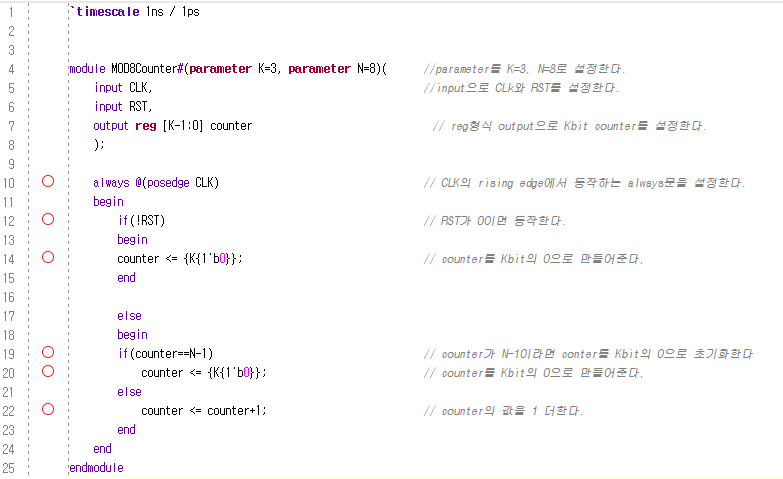 1 `timescale 1ns / 1ps
2
3
4 module MOD8Counter#(parameter K=3, parameter N=8)( //parameter를 K=3, N=8로 설정한다.
5 input CLK, //input으로 CLk와 RST를 설정한다.
6 input RST,
7 output reg [K-1:0] counter // reg형식 output으로 Kbit counter를 설정한다.
8 );
9
10 always @(posedge CLK) // CLK의 rising edge에서 동작하는 always문을 설정한다.
11 begin
12 if(!RST) // RST가 0이면 동작한다.
13 begin
14 counter <= {K{1'b0}}; // counter를 Kbit의 0으로 만들어준다.
15 end
16
17 else
18 begin
19 if(counter==N-1) // counter가 N-1이라면 conter를 Kbit의 0으로 초기화한다
20 counter <= {K{1'b0}}; // counter를 Kbit의 0으로 만들어준다.
21 else
22 counter <= counter+1; // counter의 값을 1 더한다.
23 end
24 end
25 endmodule